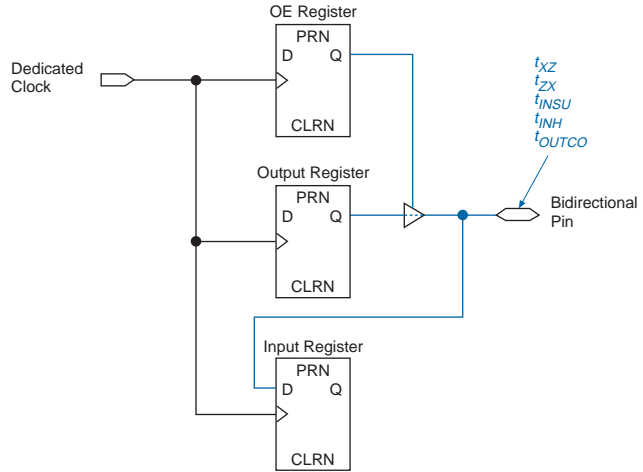 OE Register
PRN
D Q
CLRN
Dedicated
Clock
tXZ
tZX
tINSU
tINH
tOUTCO
Output Register
PRN
D Q
CLRN
Bidirectional
Pin
Input Register
PRN
D Q
CLRN